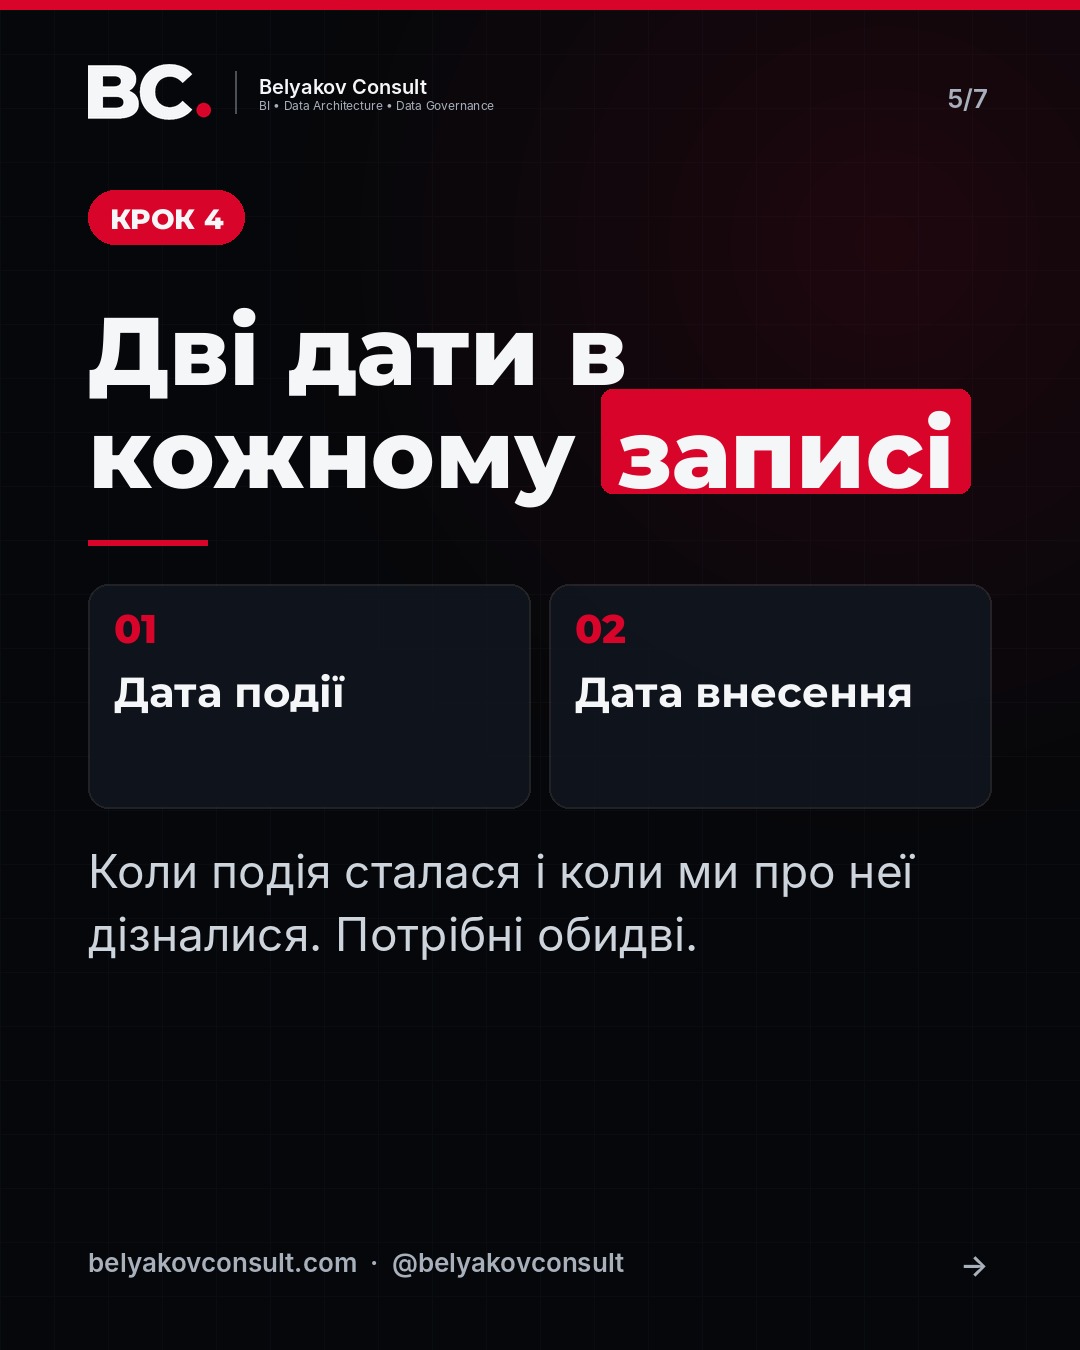 BC.
Belyakov Consult
BI • Data Architecture • Data Governance
5/7
КРОК 4
Дві дати в
кожному записі
01
Дата події
02
Дата внесення
Коли подія сталася і коли ми про неї
дізналися. Потрібні обидві.
belyakovconsult.com · @belyakovconsult
→